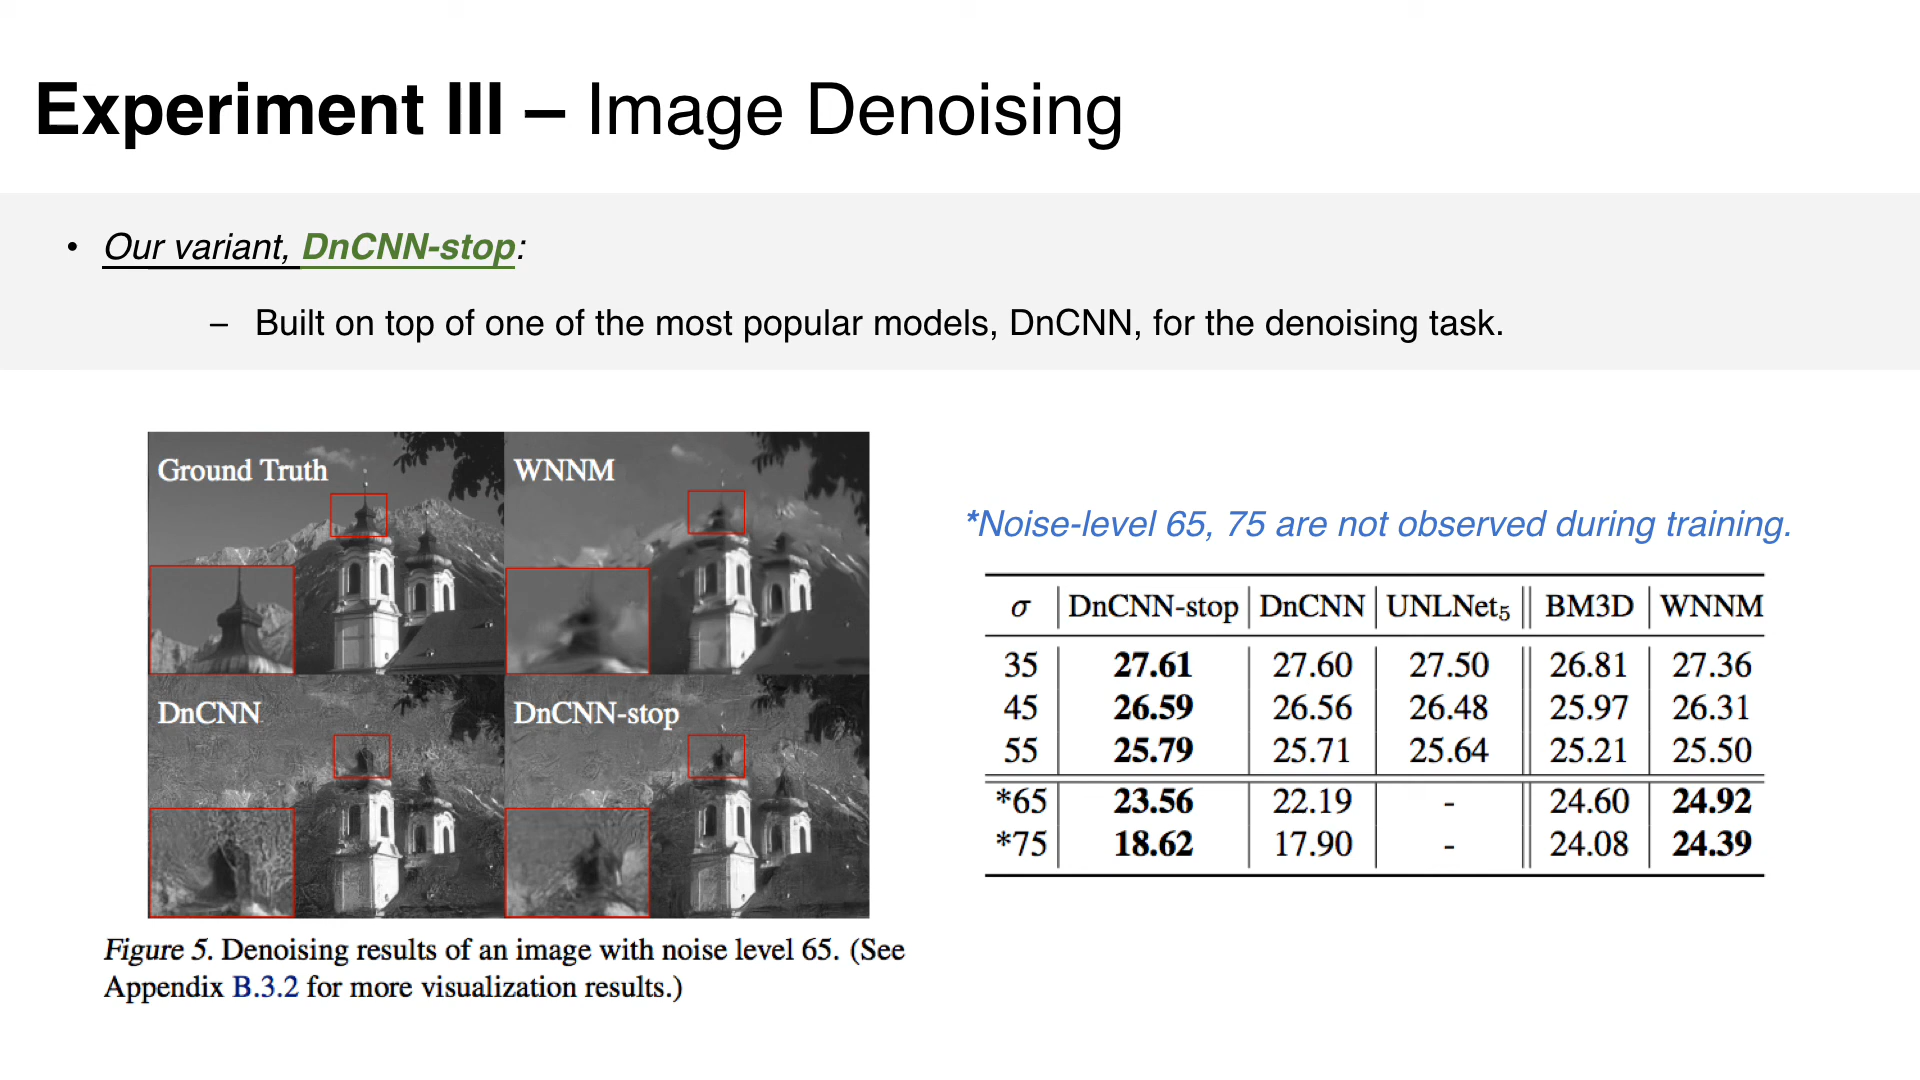 Experiment III – Image Denoising
• Our variant, DnCNN-stop:
– Built on top of one of the most popular models, DnCNN, for the denoising task.
Ground Truth
WNNM
DnCNN
DnCNN-stop
Figure 5. Denoising results of an image with noise level 65. (See
Appendix B.3.2 for more visualization results.)
*Noise-level 65, 75 are not observed during training.
σ DnCNN-stop DnCNN UNLNet₅ BM3D WNNM
35 27.61 27.60 27.50 26.81 27.36
45 26.59 26.56 26.48 25.97 26.31
55 25.79 25.71 25.64 25.21 25.50
*65 23.56 22.19 - 24.60 24.92
*75 18.62 17.90 - 24.08 24.39